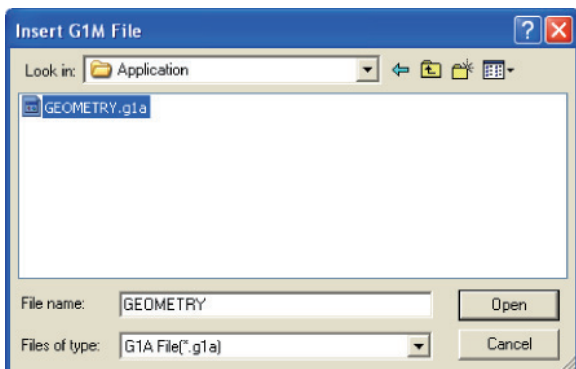 Insert G1M File
Look in: Application
GEOMETRY.g1a
File name: GEOMETRY Open
Files of type: G1A File(*.g1a) Cancel